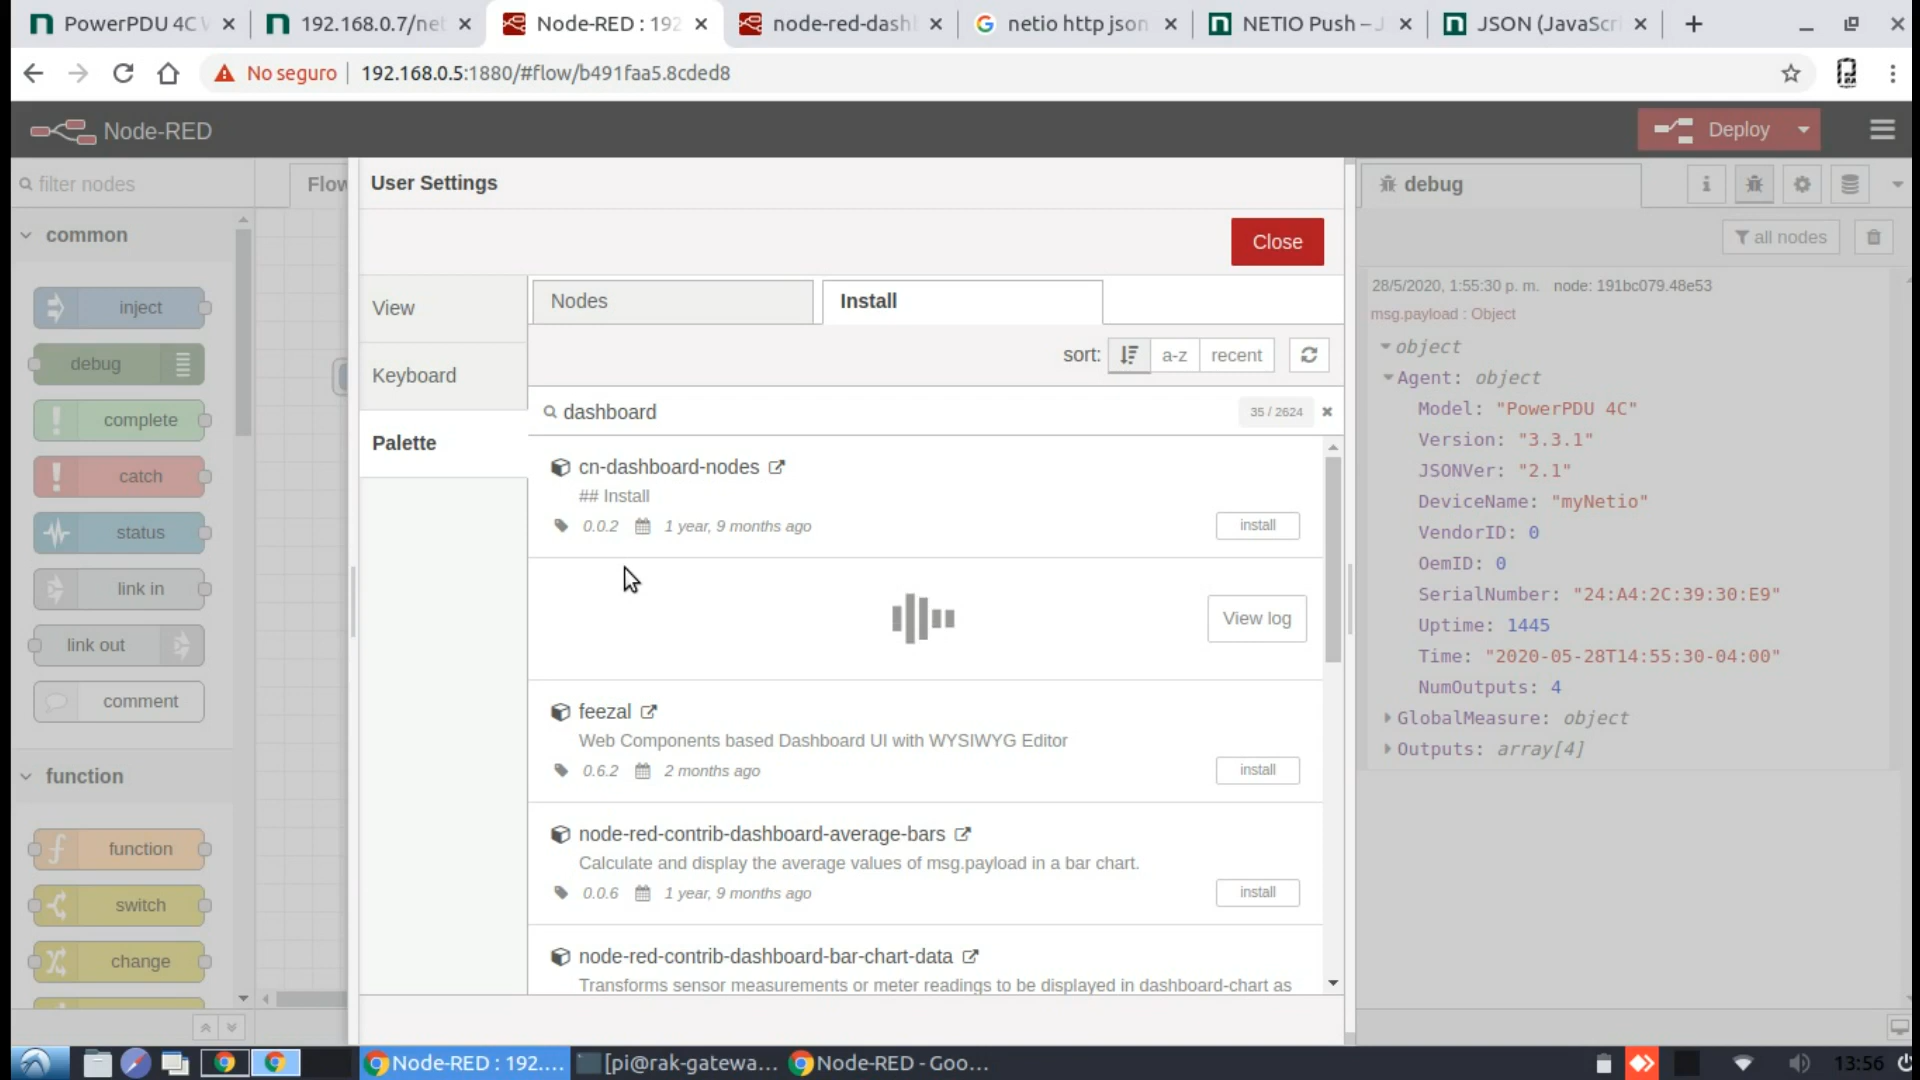 PowerPDU 4C W
192.168.0.7/net
Node-RED : 192
node-red-dash
netio http json
NETIO Push – J
JSON (JavaScri
No seguro
192.168.0.5:1880/#flow/b491faa5.8cded8
Node-RED
Deploy
filter nodes
Flow
User Settings
debug
Close
all nodes
common
inject
debug
complete
catch
status
link in
link out
comment
function
function
switch
change
View
Keyboard
Palette
Nodes
Install
sort:
a-z
recent
dashboard
35 / 2624
cn-dashboard-nodes
## Install
0.0.2
1 year, 9 months ago
install
View log
feezal
Web Components based Dashboard UI with WYSIWYG Editor
0.6.2
2 months ago
install
node-red-contrib-dashboard-average-bars
Calculate and display the average values of msg.payload in a bar chart.
0.0.6
1 year, 9 months ago
install
node-red-contrib-dashboard-bar-chart-data
Transforms sensor measurements or meter readings to be displayed in dashboard-chart as
28/5/2020, 1:55:30 p. m. node: 191bc079.48e53
msg.payload : Object
object
Agent: object
Model: "PowerPDU 4C"
Version: "3.3.1"
JSONVer: "2.1"
DeviceName: "myNetio"
VendorID: 0
OemID: 0
SerialNumber: "24:A4:2C:39:30:E9"
Uptime: 1445
Time: "2020-05-28T14:55:30-04:00"
NumOutputs: 4
GlobalMeasure: object
Outputs: array[4]
Node-RED : 192....
[pi@rak-gatewa...
Node-RED - Goo...
13:56